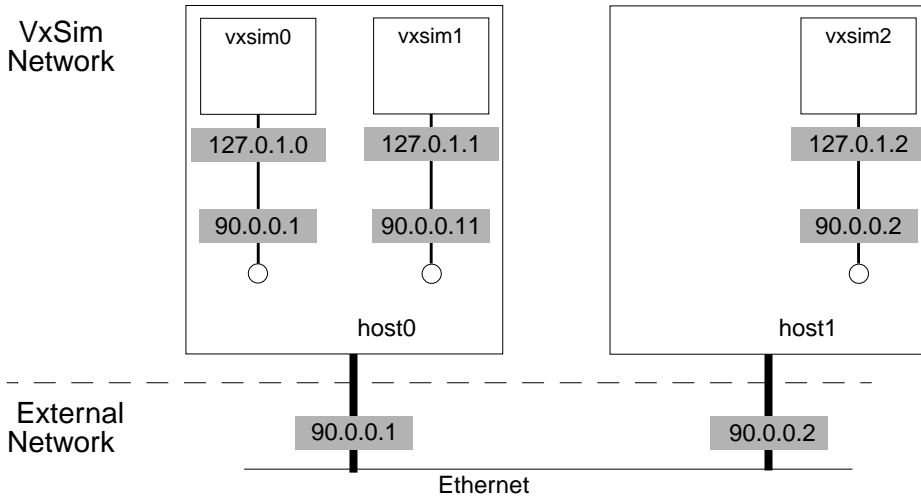 VxSim
Network
vxsim0
vxsim1
vxsim2
127.0.1.0
127.0.1.1
127.0.1.2
90.0.0.1
90.0.0.11
90.0.0.2
host0
host1
External
Network
90.0.0.1
90.0.0.2
Ethernet